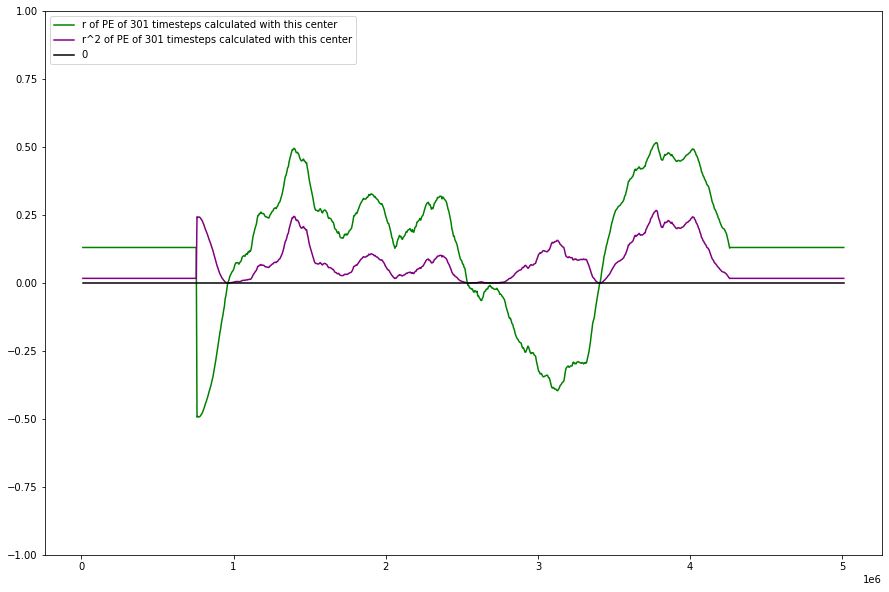 r of PE of 301 timesteps calculated with this center
r^2 of PE of 301 timesteps calculated with this center
0
1.00
0.75
0.50
0.25
0.00
−0.25
−0.50
−0.75
−1.00
0 1 2 3 4 5
1e6